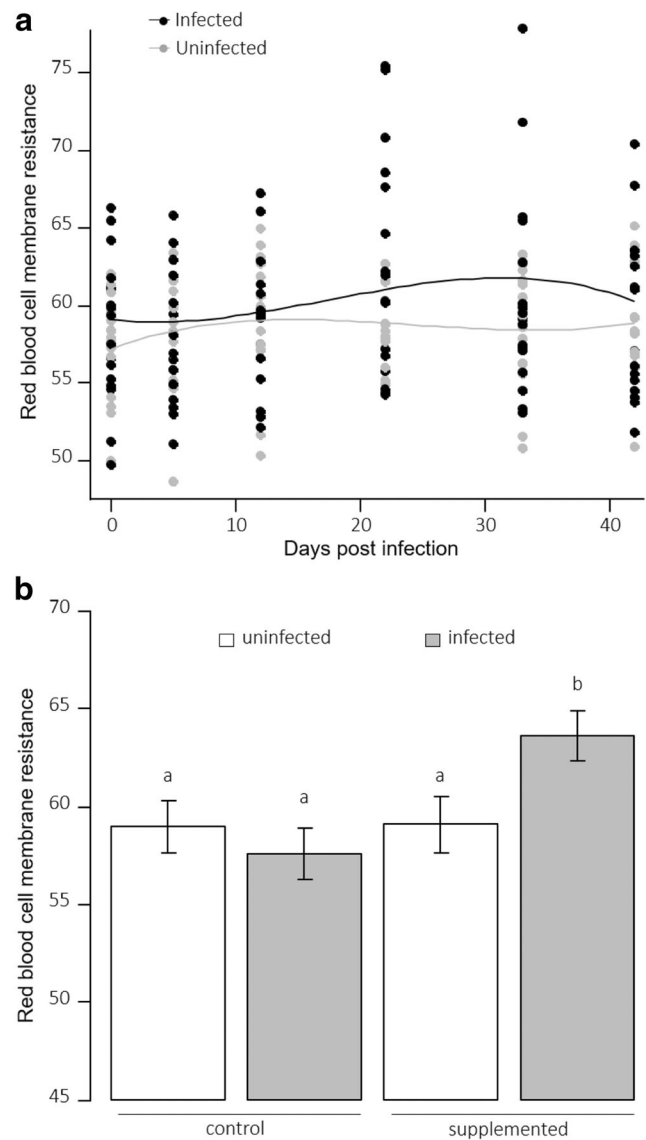 a
Infected
Uninfected
Red blood cell membrane resistance
75
70
65
60
55
50
0 10 20 30 40
Days post infection
b
70
65
60
55
50
45
Red blood cell membrane resistance
uninfected infected
a a a b
control supplemented